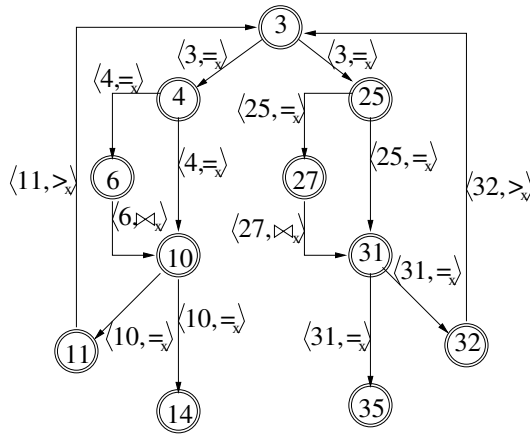 3
⟨3,=ₓ⟩ ⟨3,=ₓ⟩
⟨4,=ₓ⟩ 4 25
⟨25,=ₓ⟩
⟨4,=ₓ⟩ ⟨25,=ₓ⟩
⟨11,>ₓ⟩ 6 27 ⟨32,>ₓ⟩
⟨6,⋈ₓ⟩ ⟨27,⋈ₓ⟩
10 31 ⟨31,=ₓ⟩
⟨10,=ₓ⟩ ⟨10,=ₓ⟩ ⟨31,=ₓ⟩
11 32
14 35